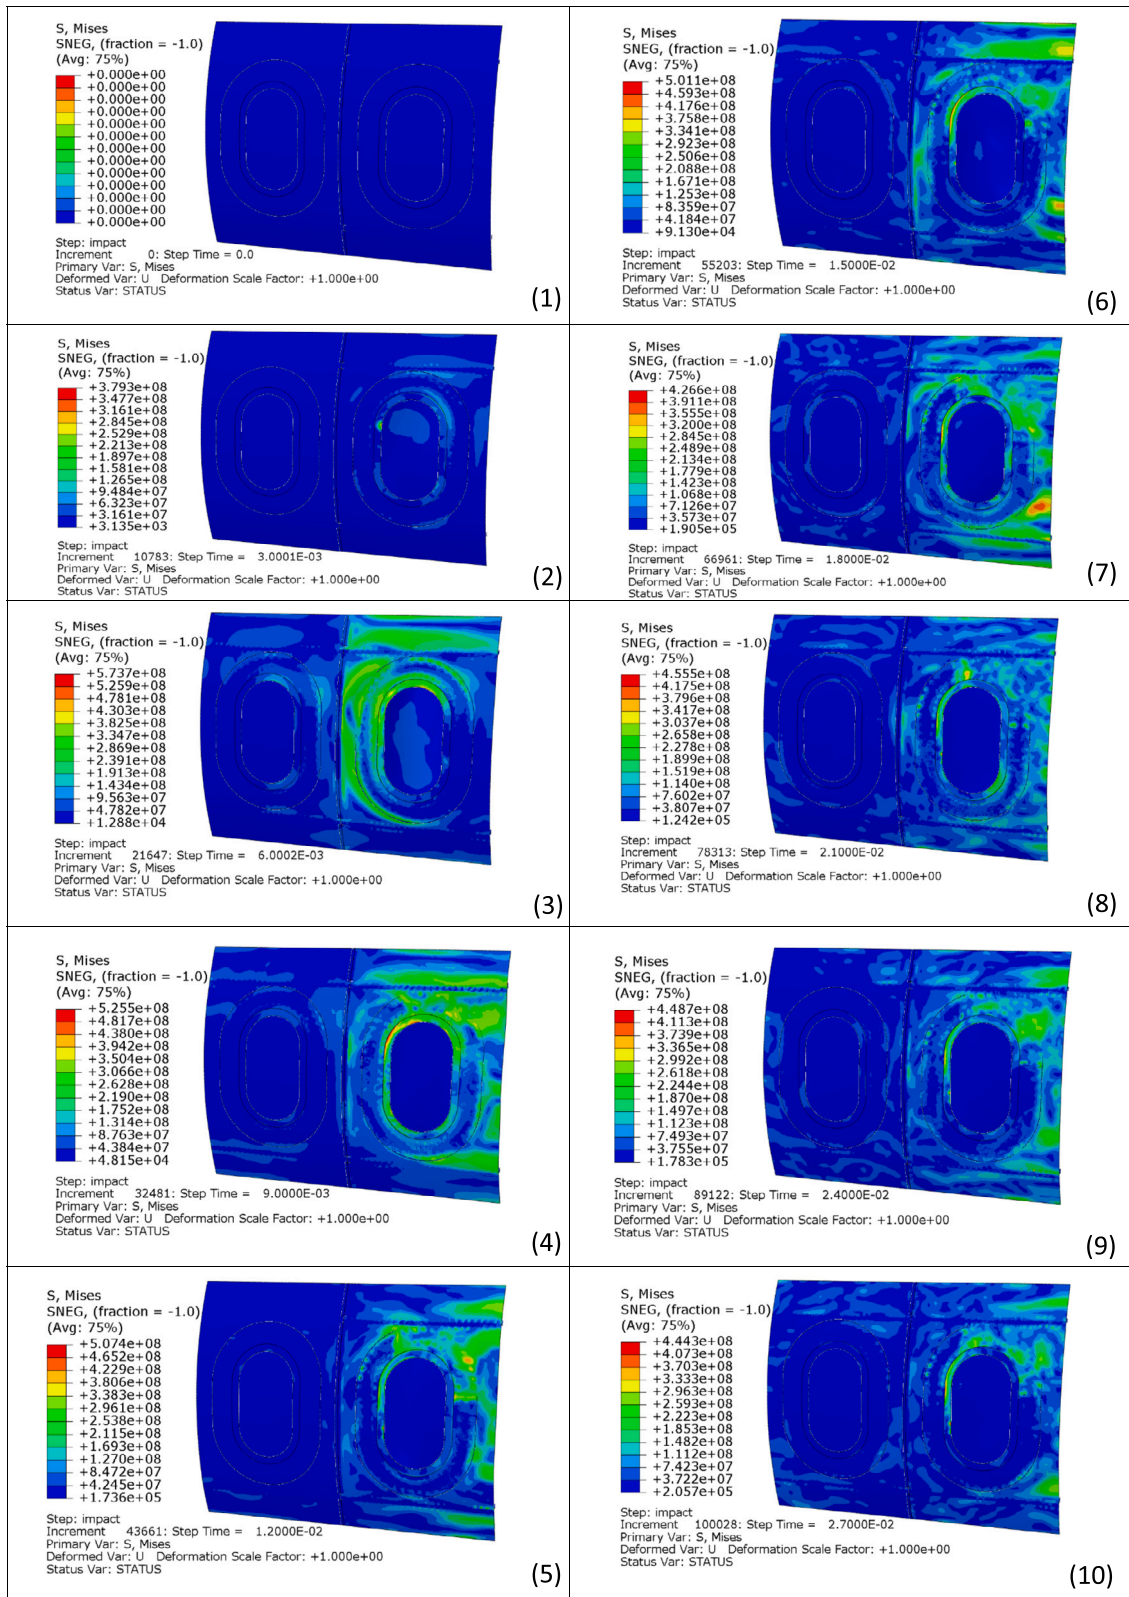 S, Mises
SNEG, (fraction = -1.0)
(Avg: 75%)
+0.000e+00
+0.000e+00
+0.000e+00
+0.000e+00
+0.000e+00
+0.000e+00
+0.000e+00
+0.000e+00
+0.000e+00
+0.000e+00
+0.000e+00
+0.000e+00
+0.000e+00
Step: impact
Increment 0: Step Time = 0.0
Primary Var: S, Mises
Deformed Var: U Deformation Scale Factor: +1.000e+00
Status Var: STATUS
(1)
S, Mises
SNEG, (fraction = -1.0)
(Avg: 75%)
+3.793e+08
+3.477e+08
+3.161e+08
+2.845e+08
+2.529e+08
+2.213e+08
+1.897e+08
+1.581e+08
+1.265e+08
+9.484e+07
+6.323e+07
+3.161e+07
+3.135e+03
Step: impact
Increment 10783: Step Time = 3.0001E-03
Primary Var: S, Mises
Deformed Var: U Deformation Scale Factor: +1.000e+00
Status Var: STATUS
(2)
S, Mises
SNEG, (fraction = -1.0)
(Avg: 75%)
+5.737e+08
+5.259e+08
+4.781e+08
+4.303e+08
+3.825e+08
+3.347e+08
+2.869e+08
+2.391e+08
+1.913e+08
+1.434e+08
+9.563e+07
+4.782e+07
+1.288e+04
Step: impact
Increment 21647: Step Time = 6.0002E-03
Primary Var: S, Mises
Deformed Var: U Deformation Scale Factor: +1.000e+00
Status Var: STATUS
(3)
S, Mises
SNEG, (fraction = -1.0)
(Avg: 75%)
+5.255e+08
+4.817e+08
+4.380e+08
+3.942e+08
+3.504e+08
+3.066e+08
+2.628e+08
+2.190e+08
+1.752e+08
+1.314e+08
+8.763e+07
+4.384e+07
+4.815e+04
Step: impact
Increment 32481: Step Time = 9.0000E-03
Primary Var: S, Mises
Deformed Var: U Deformation Scale Factor: +1.000e+00
Status Var: STATUS
(4)
S, Mises
SNEG, (fraction = -1.0)
(Avg: 75%)
+5.074e+08
+4.652e+08
+4.229e+08
+3.806e+08
+3.383e+08
+2.961e+08
+2.538e+08
+2.115e+08
+1.693e+08
+1.270e+08
+8.472e+07
+4.245e+07
+1.736e+05
Step: impact
Increment 43661: Step Time = 1.2000E-02
Primary Var: S, Mises
Deformed Var: U Deformation Scale Factor: +1.000e+00
Status Var: STATUS
(5)
S, Mises
SNEG, (fraction = -1.0)
(Avg: 75%)
+5.011e+08
+4.593e+08
+4.176e+08
+3.758e+08
+3.341e+08
+2.923e+08
+2.506e+08
+2.088e+08
+1.671e+08
+1.253e+08
+8.359e+07
+4.184e+07
+9.130e+04
Step: impact
Increment 55203: Step Time = 1.5000E-02
Primary Var: S, Mises
Deformed Var: U Deformation Scale Factor: +1.000e+00
Status Var: STATUS
(6)
S, Mises
SNEG, (fraction = -1.0)
(Avg: 75%)
+4.266e+08
+3.911e+08
+3.555e+08
+3.200e+08
+2.845e+08
+2.489e+08
+2.134e+08
+1.779e+08
+1.423e+08
+1.068e+08
+7.126e+07
+3.573e+07
+1.905e+05
Step: impact
Increment 66961: Step Time = 1.8000E-02
Primary Var: S, Mises
Deformed Var: U Deformation Scale Factor: +1.000e+00
Status Var: STATUS
(7)
S, Mises
SNEG, (fraction = -1.0)
(Avg: 75%)
+4.555e+08
+4.175e+08
+3.796e+08
+3.417e+08
+3.037e+08
+2.658e+08
+2.278e+08
+1.899e+08
+1.519e+08
+1.140e+08
+7.602e+07
+3.807e+07
+1.242e+05
Step: impact
Increment 78313: Step Time = 2.1000E-02
Primary Var: S, Mises
Deformed Var: U Deformation Scale Factor: +1.000e+00
Status Var: STATUS
(8)
S, Mises
SNEG, (fraction = -1.0)
(Avg: 75%)
+4.487e+08
+4.113e+08
+3.739e+08
+3.365e+08
+2.992e+08
+2.618e+08
+2.244e+08
+1.870e+08
+1.497e+08
+1.123e+08
+7.493e+07
+3.755e+07
+1.783e+05
Step: impact
Increment 89122: Step Time = 2.4000E-02
Primary Var: S, Mises
Deformed Var: U Deformation Scale Factor: +1.000e+00
Status Var: STATUS
(9)
S, Mises
SNEG, (fraction = -1.0)
(Avg: 75%)
+4.443e+08
+4.073e+08
+3.703e+08
+3.333e+08
+2.963e+08
+2.593e+08
+2.223e+08
+1.853e+08
+1.482e+08
+1.112e+08
+7.423e+07
+3.722e+07
+2.057e+05
Step: impact
Increment 100028: Step Time = 2.7000E-02
Primary Var: S, Mises
Deformed Var: U Deformation Scale Factor: +1.000e+00
Status Var: STATUS
(10)